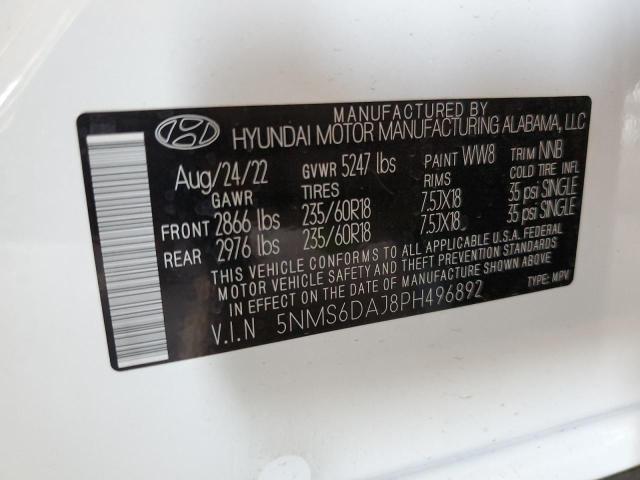 MANUFACTURED BY
HYUNDAI MOTOR MANUFACTURING ALABAMA, LLC
Aug/24/22 GVWR 5247 lbs PAINT WW8 TRIM NNB
GAWR TIRES RIMS COLD TIRE INFL
FRONT 2866 lbs 235/60R18 7.5JX18 35 psi SINGLE
REAR 2976 lbs 235/60R18 7.5JX18 35 psi SINGLE
THIS VEHICLE CONFORMS TO ALL APPLICABLE U.S.A. FEDERAL
MOTOR VEHICLE SAFETY AND THEFT PREVENTION STANDARDS
IN EFFECT ON THE DATE OF MANUFACTURE SHOWN ABOVE.
V.I.N 5NMS6DAJ8PH496892 TYPE: MPV